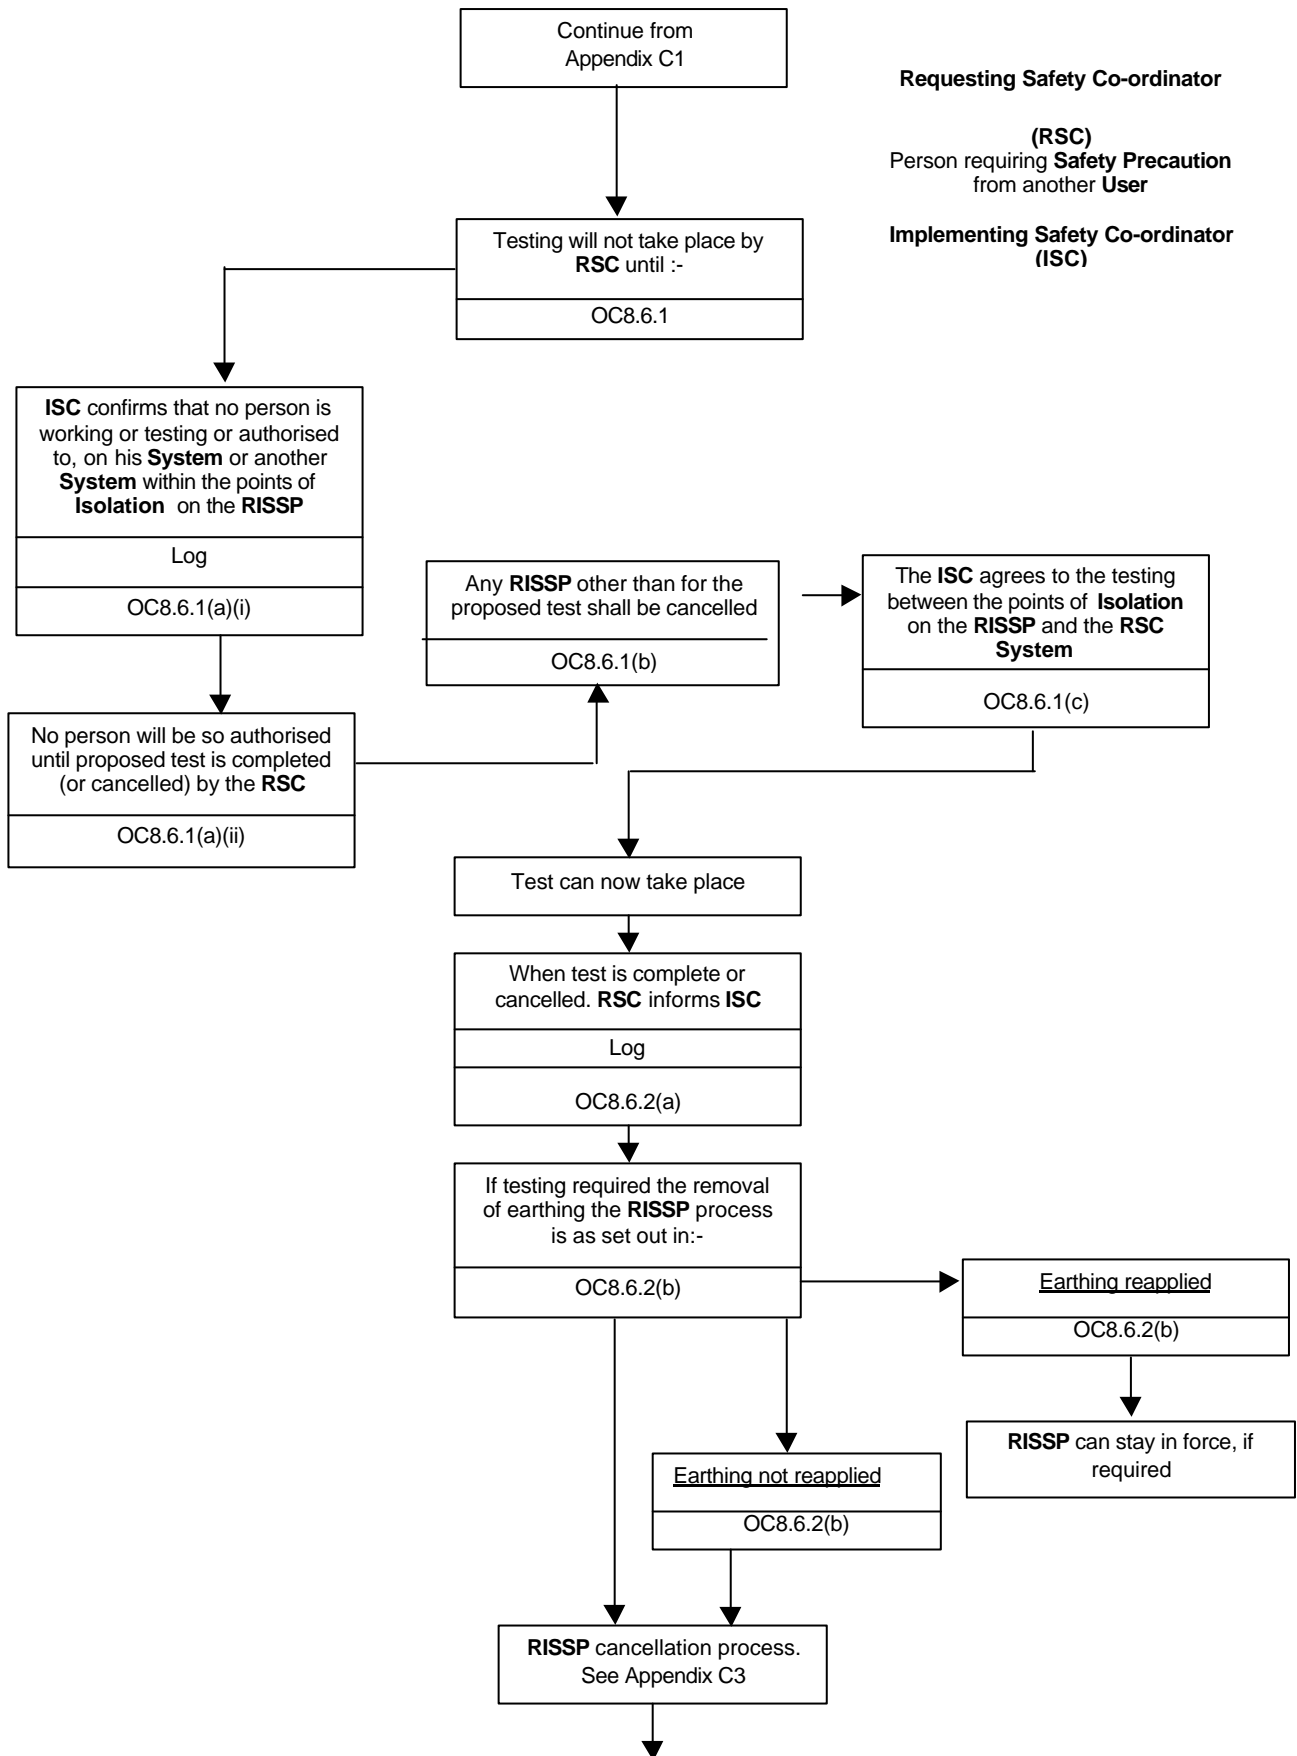 Continue from
Appendix C1
Requesting Safety Co-ordinator
(RSC)
Person requiring Safety Precaution
from another User
Implementing Safety Co-ordinator
(ISC)
Testing will not take place by
RSC until :-
OC8.6.1
ISC confirms that no person is
working or testing or authorised
to, on his System or another
System within the points of
Isolation on the RISSP
Log
OC8.6.1(a)(i)
No person will be so authorised
until proposed test is completed
(or cancelled) by the RSC
OC8.6.1(a)(ii)
Any RISSP other than for the
proposed test shall be cancelled
OC8.6.1(b)
The ISC agrees to the testing
between the points of Isolation
on the RISSP and the RSC
System
OC8.6.1(c)
Test can now take place
When test is complete or
cancelled. RSC informs ISC
Log
OC8.6.2(a)
If testing required the removal
of earthing the RISSP process
is as set out in:-
OC8.6.2(b)
Earthing reapplied
OC8.6.2(b)
RISSP can stay in force, if
required
Earthing not reapplied
OC8.6.2(b)
RISSP cancellation process.
See Appendix C3